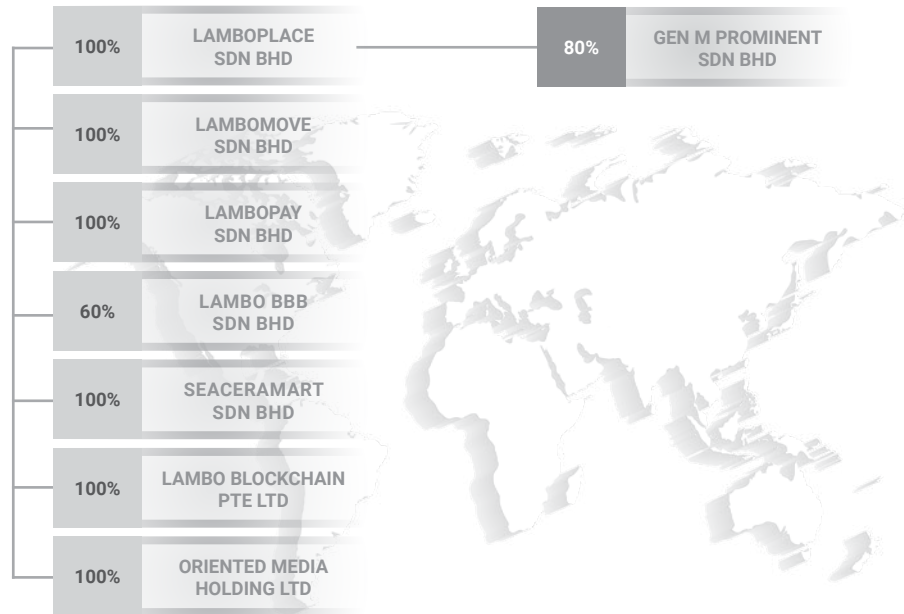 100%
LAMBOPLACE
SDN BHD
80%
GEN M PROMINENT
SDN BHD
100%
LAMBOMOVE
SDN BHD
100%
LAMBOPAY
SDN BHD
60%
LAMBO BBB
SDN BHD
100%
SEACERAMART
SDN BHD
100%
LAMBO BLOCKCHAIN
PTE LTD
100%
ORIENTED MEDIA
HOLDING LTD